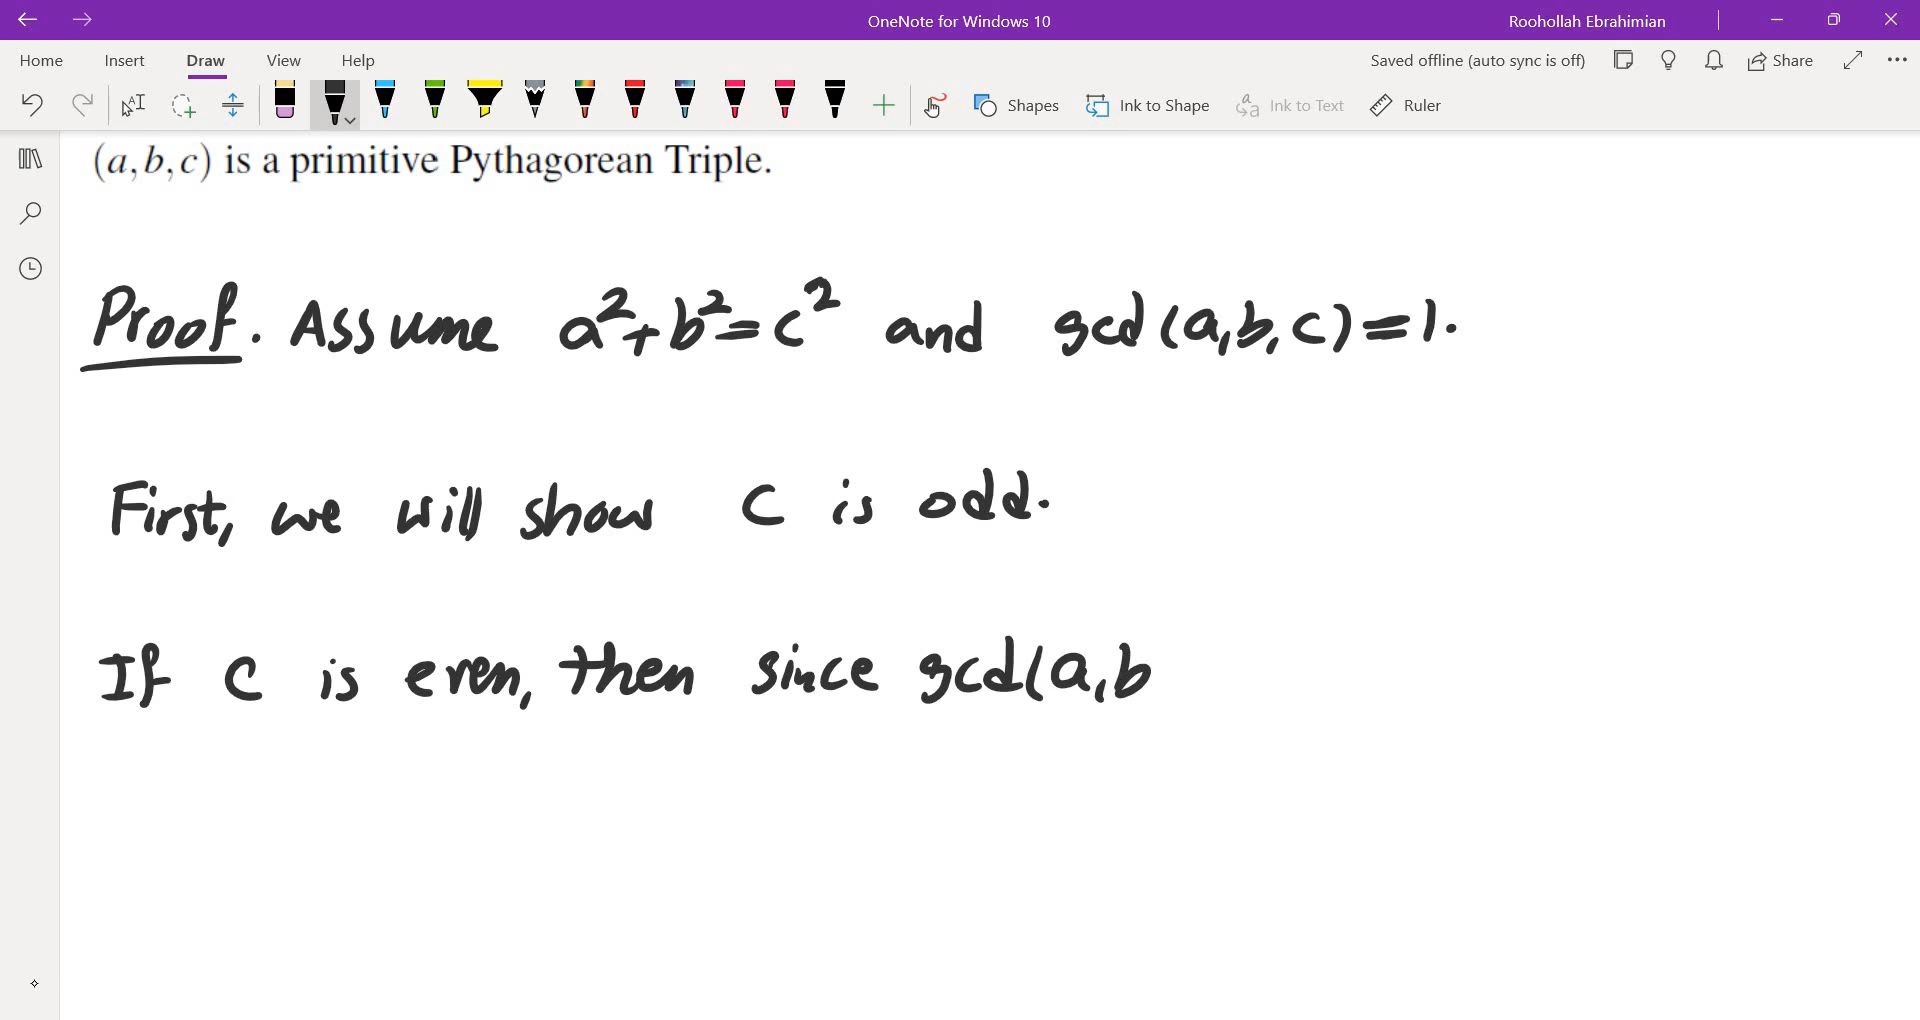 OneNote for Windows 10
Roohollah Ebrahimian
Home Insert Draw View Help
Saved offline (auto sync is off) Share
Shapes Ink to Shape Ink to Text Ruler
(a,b,c) is a primitive Pythagorean Triple.
Proof. Assume a²+b²=c² and gcd(a,b,c)=1.
First, we will show c is odd.
If c is even, then since gcd(a,b